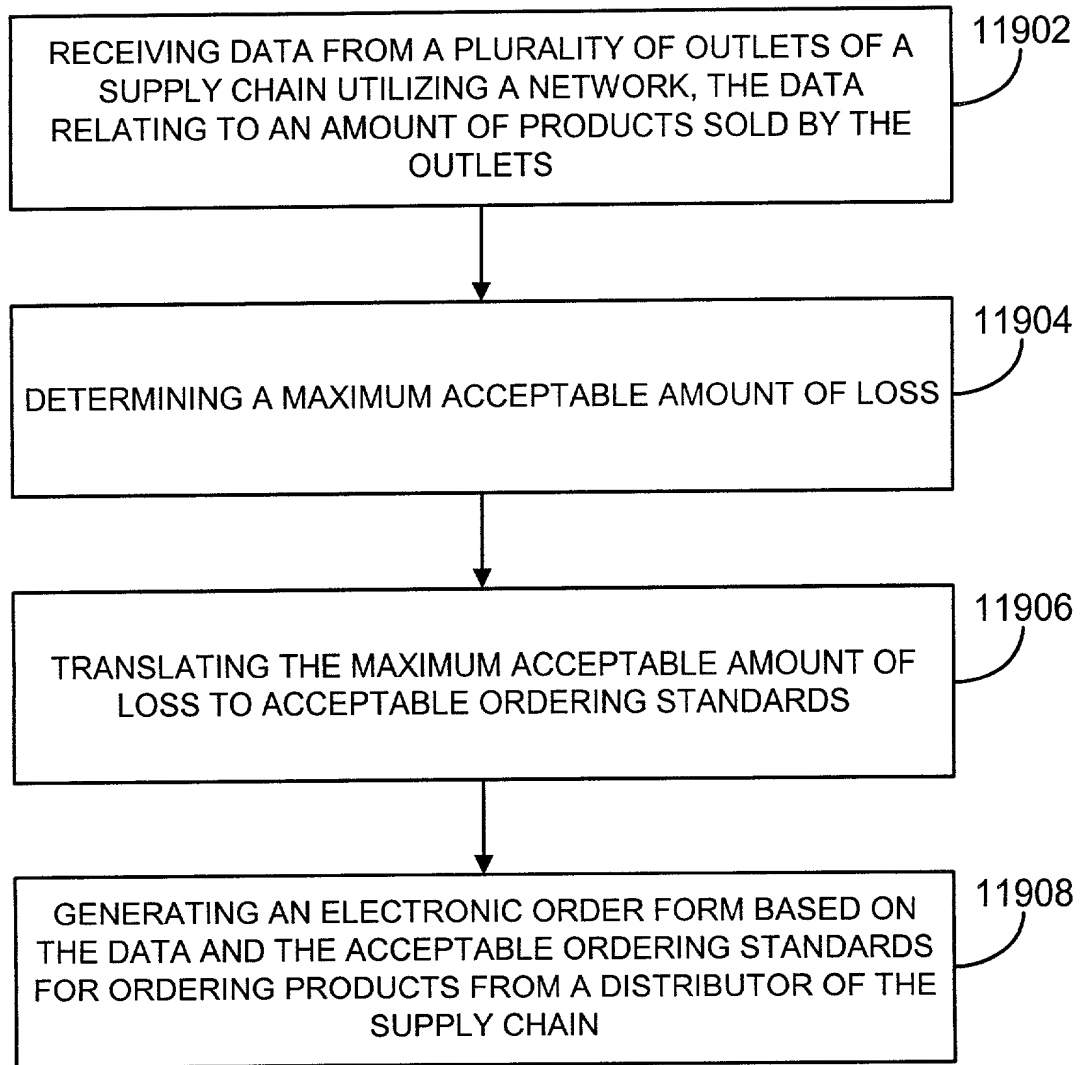 11902
RECEIVING DATA FROM A PLURALITY OF OUTLETS OF A
SUPPLY CHAIN UTILIZING A NETWORK, THE DATA
RELATING TO AN AMOUNT OF PRODUCTS SOLD BY THE
OUTLETS
11904
DETERMINING A MAXIMUM ACCEPTABLE AMOUNT OF LOSS
11906
TRANSLATING THE MAXIMUM ACCEPTABLE AMOUNT OF
LOSS TO ACCEPTABLE ORDERING STANDARDS
11908
GENERATING AN ELECTRONIC ORDER FORM BASED ON
THE DATA AND THE ACCEPTABLE ORDERING STANDARDS
FOR ORDERING PRODUCTS FROM A DISTRIBUTOR OF THE
SUPPLY CHAIN